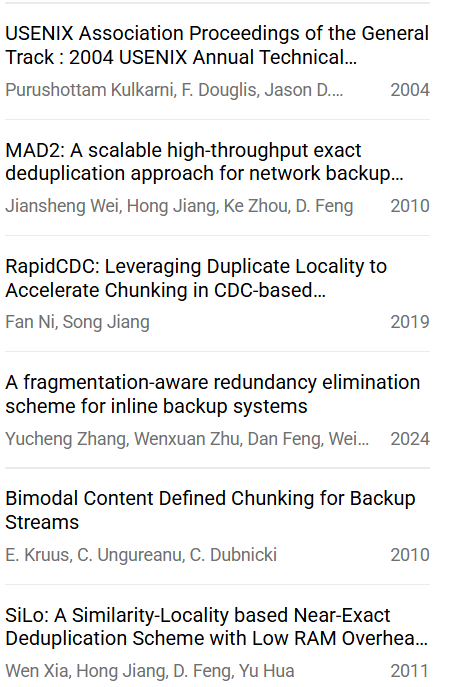 USENIX Association Proceedings of the General
Track : 2004 USENIX Annual Technical...
Purushottam Kulkarni, F. Douglis, Jason D.... 2004
MAD2: A scalable high-throughput exact
deduplication approach for network backup...
Jiansheng Wei, Hong Jiang, Ke Zhou, D. Feng 2010
RapidCDC: Leveraging Duplicate Locality to
Accelerate Chunking in CDC-based...
Fan Ni, Song Jiang 2019
A fragmentation-aware redundancy elimination
scheme for inline backup systems
Yucheng Zhang, Wenxuan Zhu, Dan Feng, Wei... 2024
Bimodal Content Defined Chunking for Backup
Streams
E. Kruus, C. Ungureanu, C. Dubnicki 2010
SiLo: A Similarity-Locality based Near-Exact
Deduplication Scheme with Low RAM Overhea...
Wen Xia, Hong Jiang, D. Feng, Yu Hua 2011